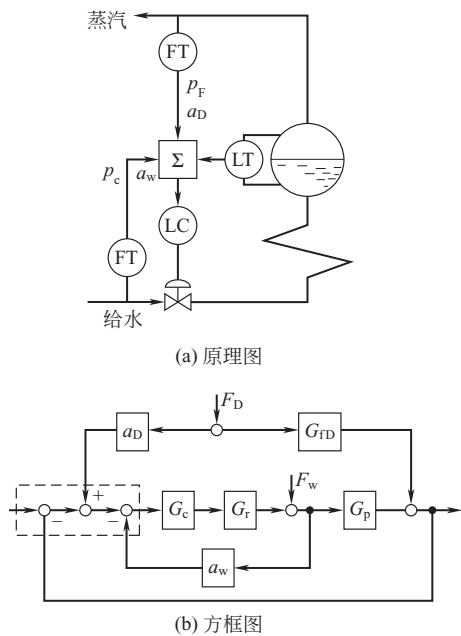 蒸汽
FT
p_F
a_D
p_c
a_w
Σ
LT
LC
FT
给水
(a) 原理图
F_D
a_D
G_fD
F_w
+
−
−
G_c
G_r
G_p
a_w
(b) 方框图